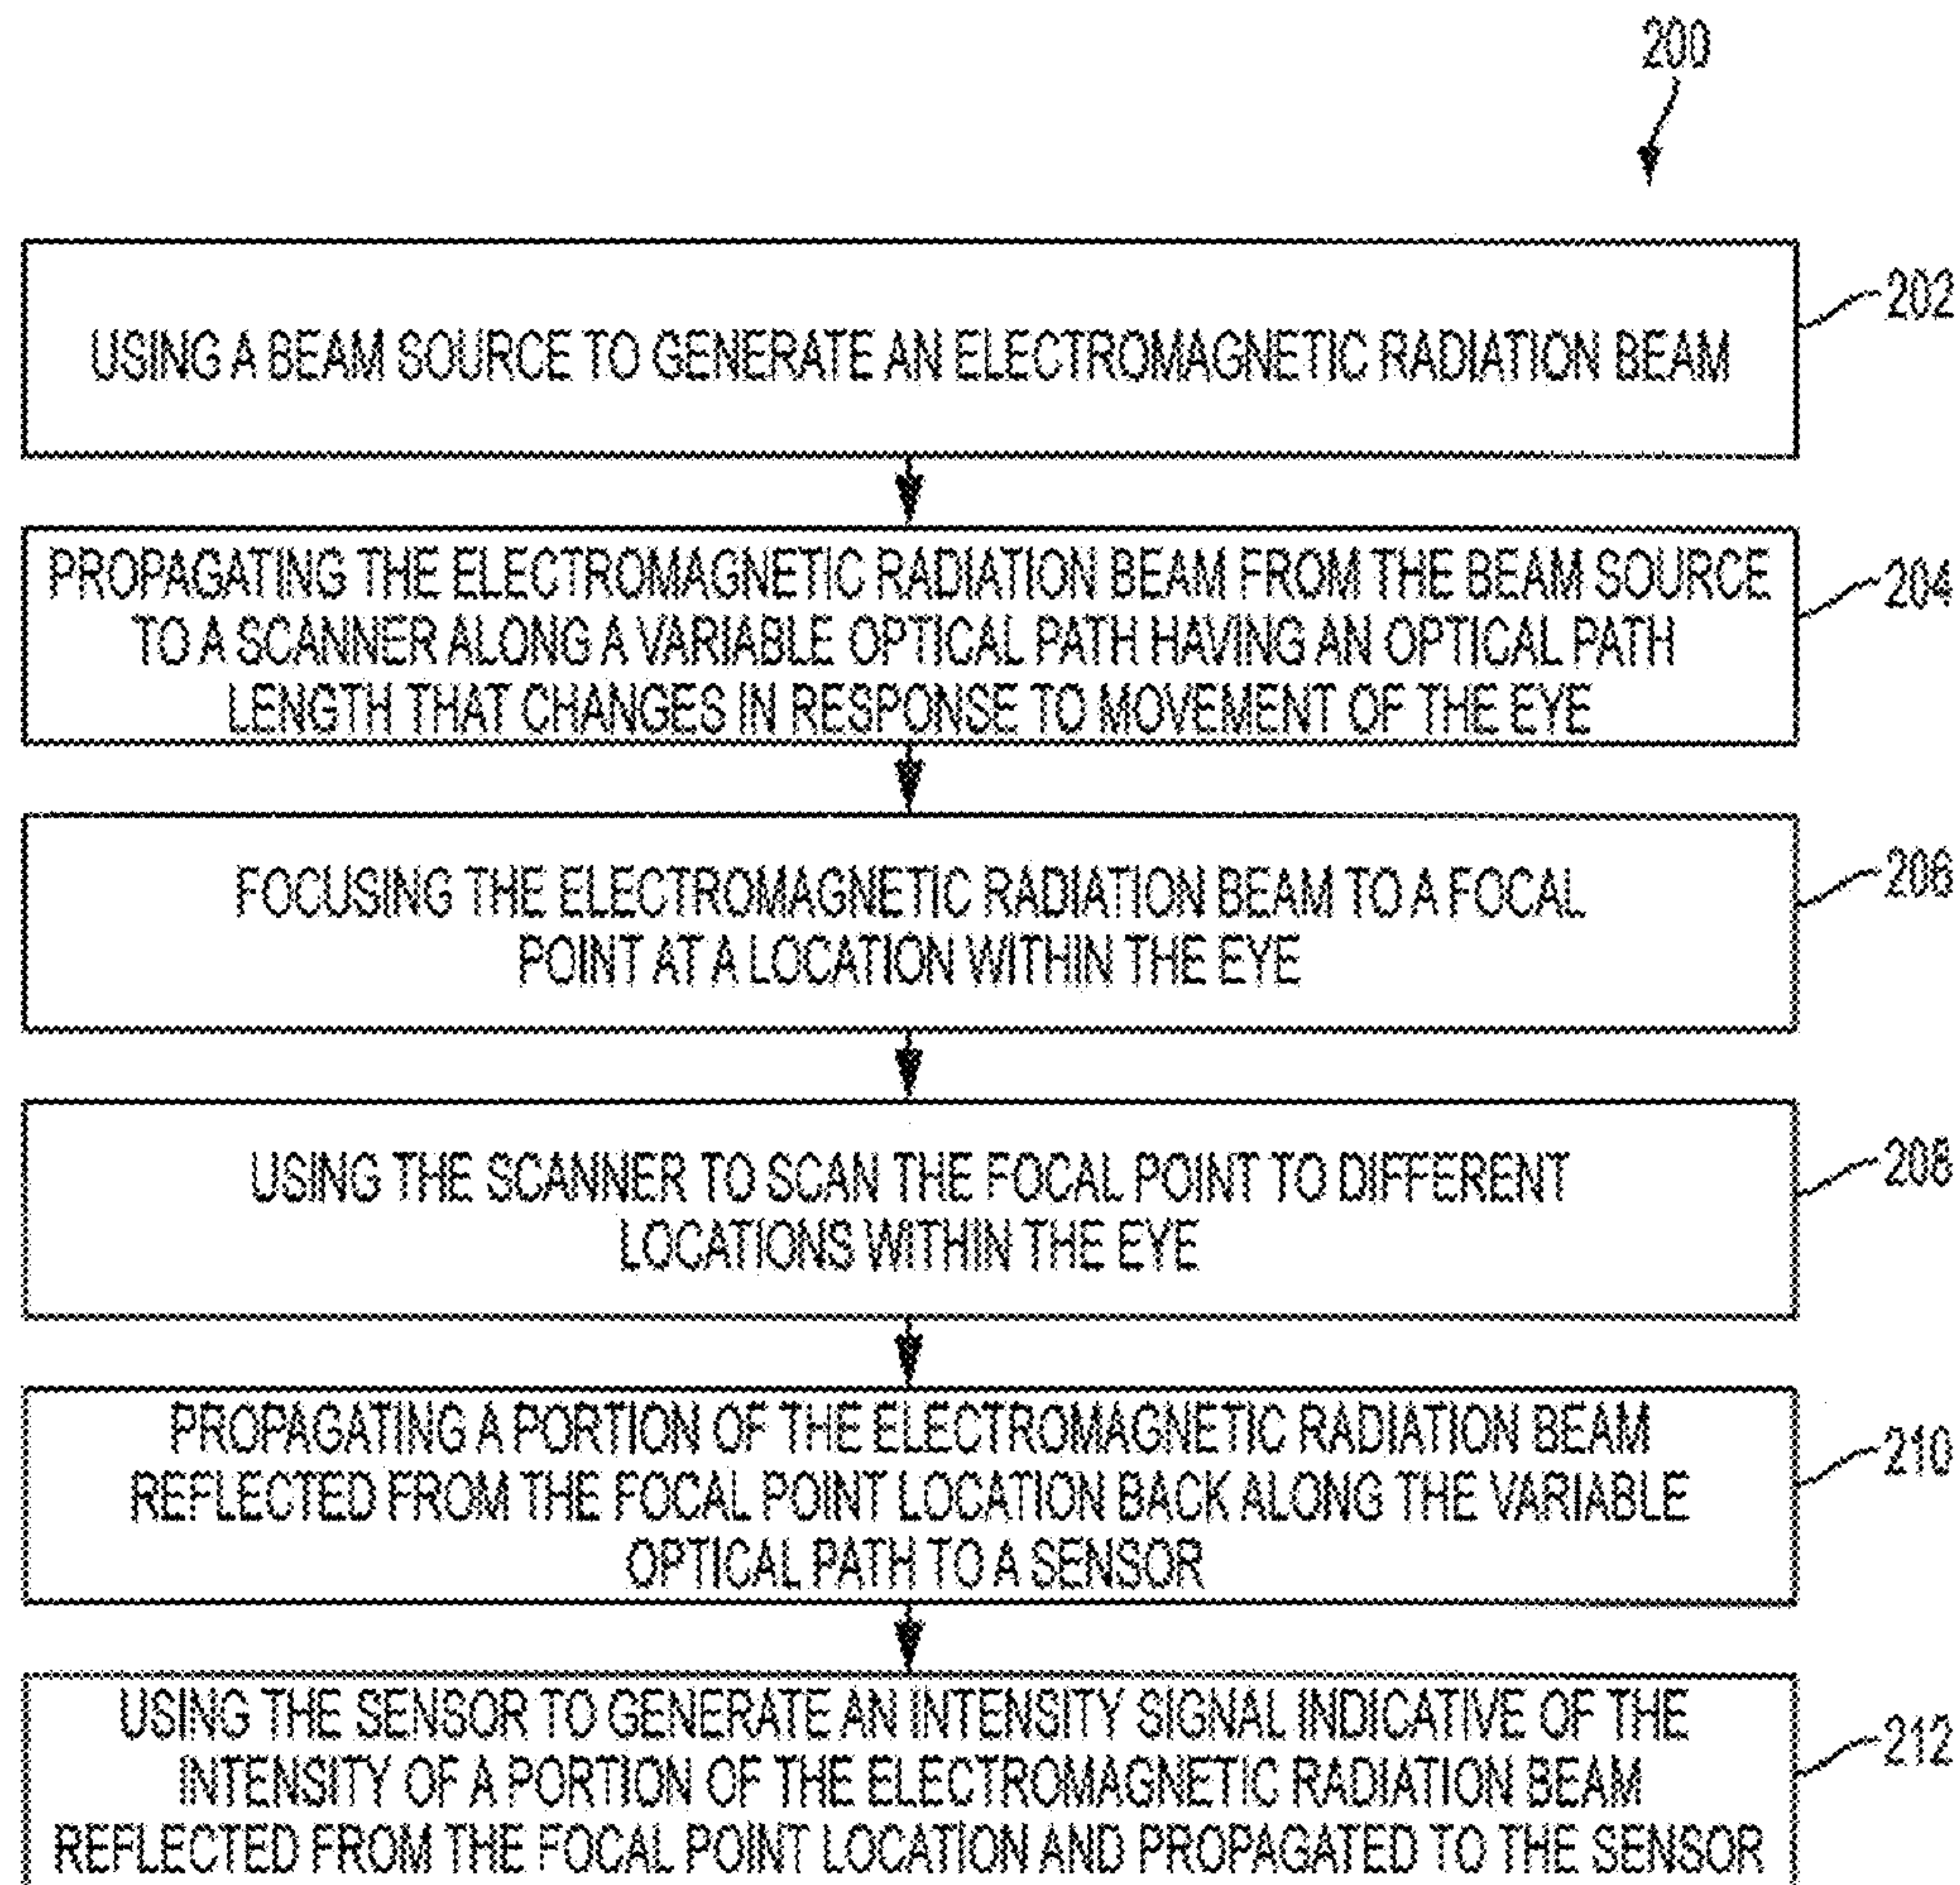 200
USING A BEAM SOURCE TO GENERATE AN ELECTROMAGNETIC RADIATION BEAM
202
PROPAGATING THE ELECTROMAGNETIC RADIATION BEAM FROM THE BEAM SOURCE
TO A SCANNER ALONG A VARIABLE OPTICAL PATH HAVING AN OPTICAL PATH
LENGTH THAT CHANGES IN RESPONSE TO MOVEMENT OF THE EYE
204
FOCUSING THE ELECTROMAGNETIC RADIATION BEAM TO A FOCAL
POINT AT A LOCATION WITHIN THE EYE
206
USING THE SCANNER TO SCAN THE FOCAL POINT TO DIFFERENT
LOCATIONS WITHIN THE EYE
208
PROPAGATING A PORTION OF THE ELECTROMAGNETIC RADIATION BEAM
REFLECTED FROM THE FOCAL POINT LOCATION BACK ALONG THE VARIABLE
OPTICAL PATH TO A SENSOR
210
USING THE SENSOR TO GENERATE AN INTENSITY SIGNAL INDICATIVE OF THE
INTENSITY OF A PORTION OF THE ELECTROMAGNETIC RADIATION BEAM
REFLECTED FROM THE FOCAL POINT LOCATION AND PROPAGATED TO THE SENSOR
212